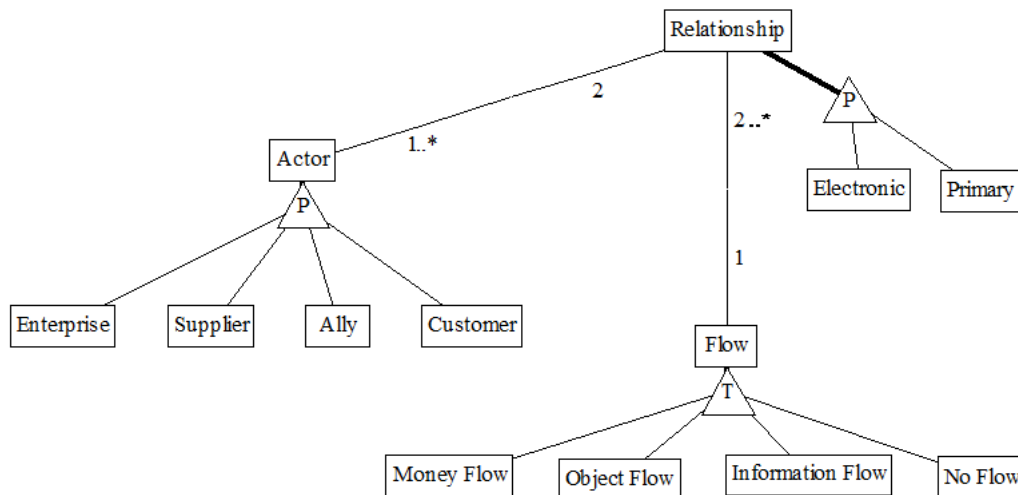 Relationship
2
P
2..*
1..*
Actor
Electronic
Primary
P
1
Enterprise
Supplier
Ally
Customer
Flow
T
Money Flow
Object Flow
Information Flow
No Flow